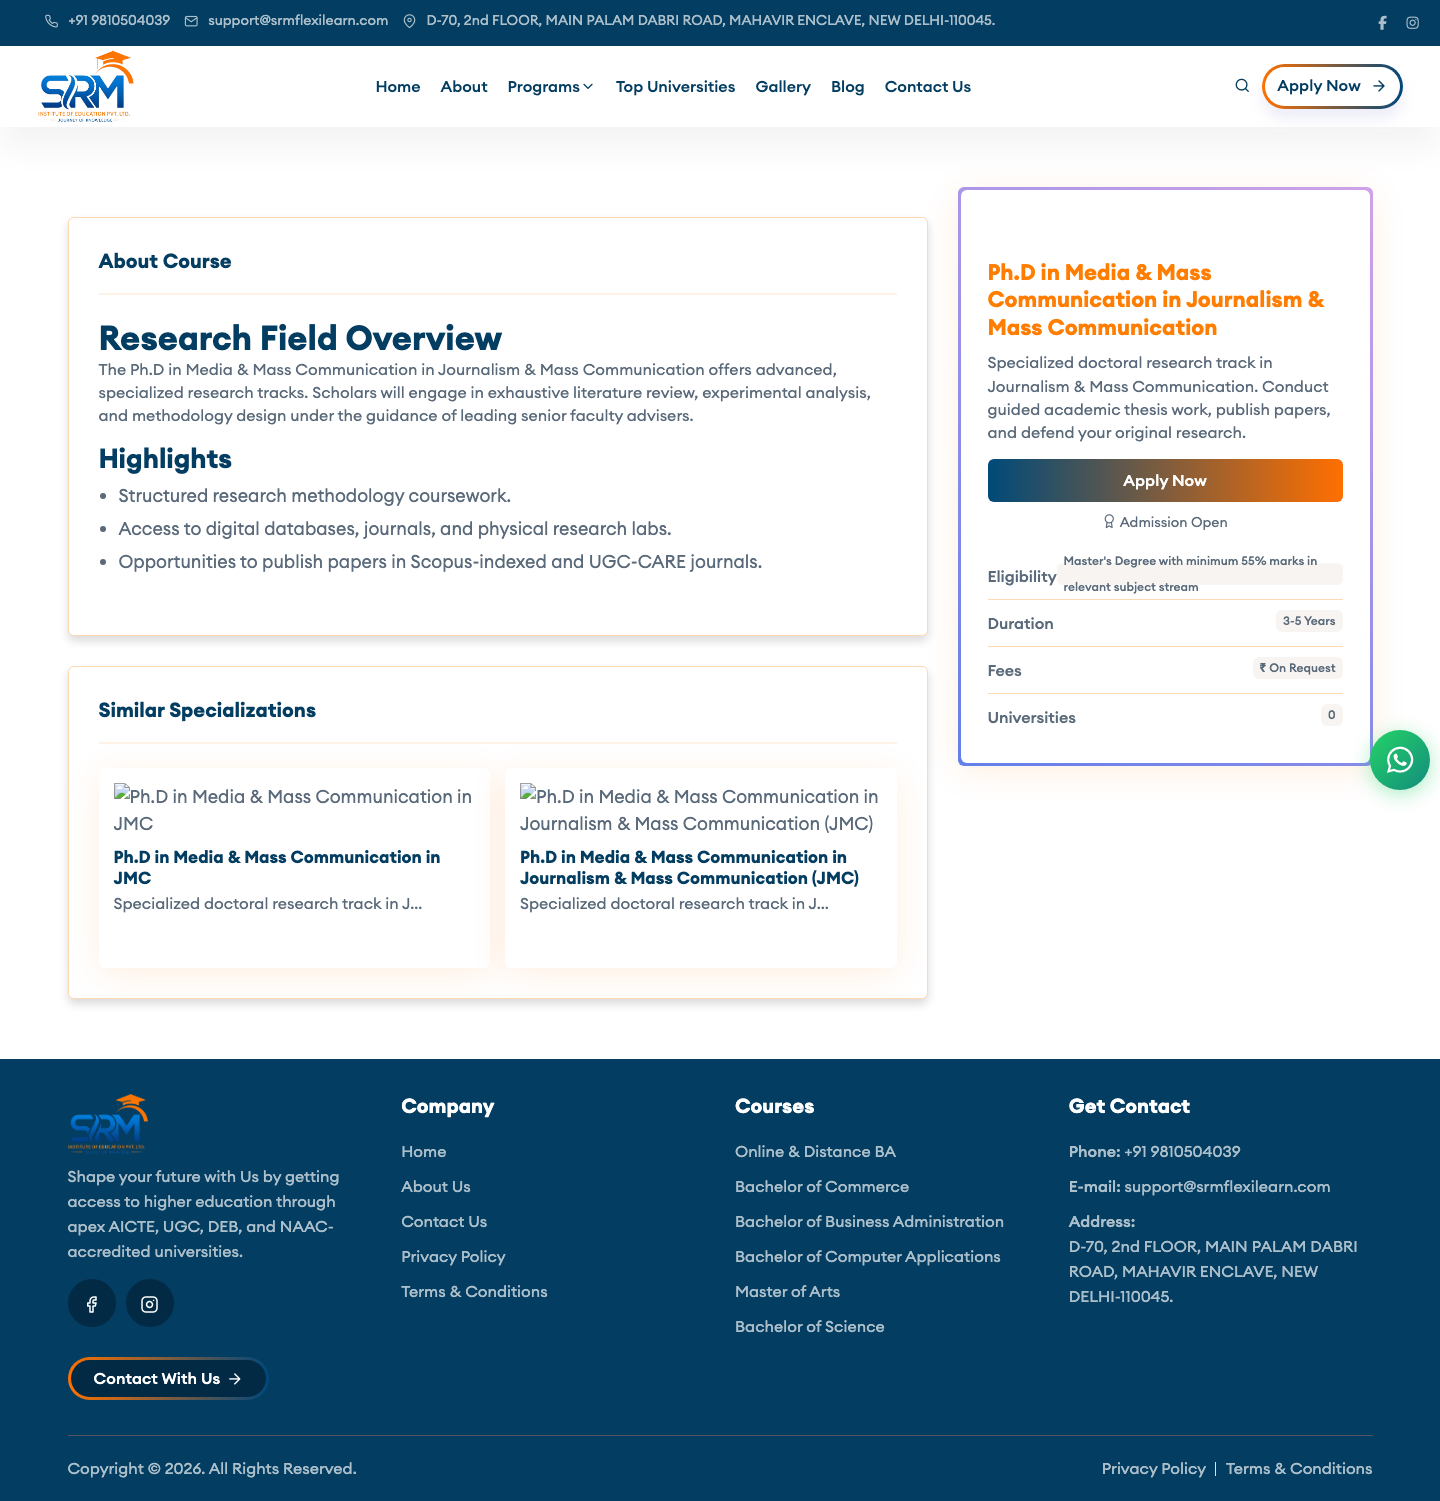 +91 9810504039 support@srmflexilearn.com D-70, 2nd FLOOR, MAIN PALAM DABRI ROAD, MAHAVIR ENCLAVE, NEW DELHI-110045.
SRM
INSTITUTE OF EDUCATION PVT. LTD.
JOURNEY OF KNOWLEDGE
Home About Programs Top Universities Gallery Blog Contact Us Apply Now
About Course
Research Field Overview
The Ph.D in Media & Mass Communication in Journalism & Mass Communication offers advanced,
specialized research tracks. Scholars will engage in exhaustive literature review, experimental analysis,
and methodology design under the guidance of leading senior faculty advisers.
Highlights
• Structured research methodology coursework.
• Access to digital databases, journals, and physical research labs.
• Opportunities to publish papers in Scopus-indexed and UGC-CARE journals.
Similar Specializations
Ph.D in Media & Mass Communication in
JMC
Ph.D in Media & Mass Communication in
JMC
Specialized doctoral research track in J...
Ph.D in Media & Mass Communication in
Journalism & Mass Communication (JMC)
Ph.D in Media & Mass Communication in
Journalism & Mass Communication (JMC)
Specialized doctoral research track in J...
Ph.D in Media & Mass
Communication in Journalism &
Mass Communication
Specialized doctoral research track in
Journalism & Mass Communication. Conduct
guided academic thesis work, publish papers,
and defend your original research.
Apply Now
Admission Open
Eligibility Master's Degree with minimum 55% marks in
relevant subject stream
Duration 3-5 Years
Fees ₹ On Request
Universities 0
SRM
INSTITUTE OF EDUCATION PVT. LTD.
Shape your future with Us by getting
access to higher education through
apex AICTE, UGC, DEB, and NAAC-
accredited universities.
Contact With Us
Company
Home
About Us
Contact Us
Privacy Policy
Terms & Conditions
Courses
Online & Distance BA
Bachelor of Commerce
Bachelor of Business Administration
Bachelor of Computer Applications
Master of Arts
Bachelor of Science
Get Contact
Phone: +91 9810504039
E-mail: support@srmflexilearn.com
Address:
D-70, 2nd FLOOR, MAIN PALAM DABRI
ROAD, MAHAVIR ENCLAVE, NEW
DELHI-110045.
Copyright © 2026. All Rights Reserved.
Privacy Policy | Terms & Conditions